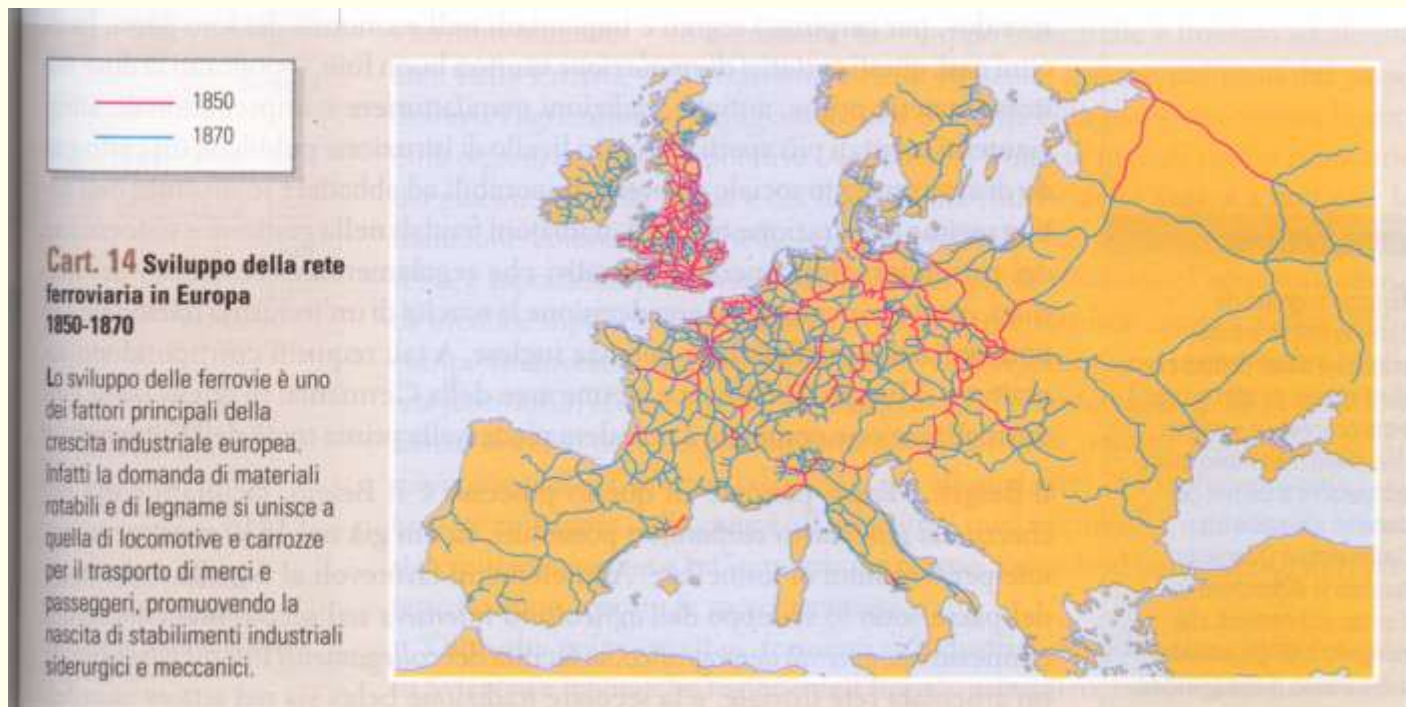 1850
1870
Cart. 14 Sviluppo della rete
ferroviaria in Europa
1850-1870
Lo sviluppo delle ferrovie è uno
dei fattori principali della
crescita industriale europea.
Infatti la domanda di materiali
rotabili e di legname si unisce a
quella di locomotive e carrozze
per il trasporto di merci e
passeggeri, promuovendo la
nascita di stabilimenti industriali
siderurgici e meccanici.